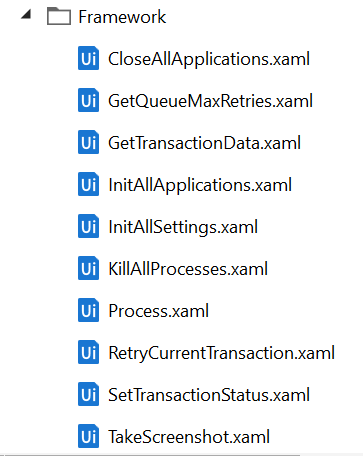 Framework
Ui CloseAllApplications.xaml
Ui GetQueueMaxRetries.xaml
Ui GetTransactionData.xaml
Ui InitAllApplications.xaml
Ui InitAllSettings.xaml
Ui KillAllProcesses.xaml
Ui Process.xaml
Ui RetryCurrentTransaction.xaml
Ui SetTransactionStatus.xaml
Ui TakeScreenshot.xaml